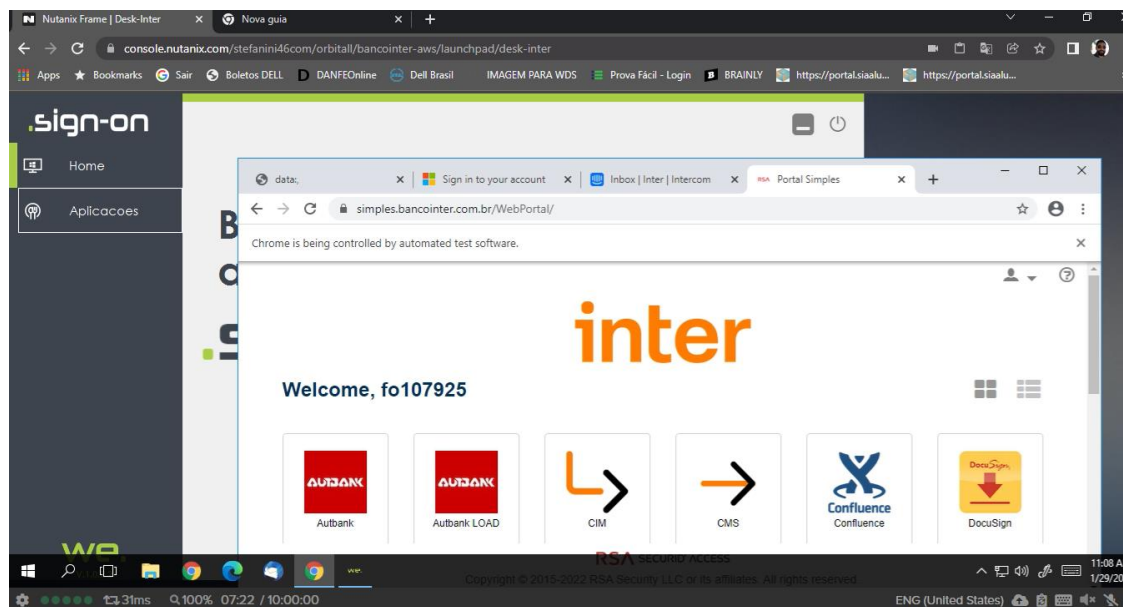 Nutanix Frame | Desk-Inter
Nova guia
console.nutanix.com/stefanini46com/orbitall/bancointer-aws/launchpad/desk-inter
Apps Bookmarks Sair Boletos DELL DANFEOnline Dell Brasil IMAGEM PARA WDS Prova Fácil - Login BRAINLY https://portal.siaalu... https://portal.siaalu...
.sign-on
Home
Aplicacoes
data:,
Sign in to your account
Inbox | Inter | Intercom
RSA Portal Simples
simples.bancointer.com.br/WebPortal/
Chrome is being controlled by automated test software.
inter
Welcome, fo107925
AUTBANK
Autbank
AUTBANK
Autbank LOAD
CIM
CMS
Confluence
Confluence
DocuSign
DocuSign
we.
RSA SECURID ACCESS
Copyright © 2015-2022 RSA Security LLC or its affiliates. All rights reserved.
we.
11:08 A
1/29/20
31ms 100% 07:22 / 10:00:00
ENG (United States)